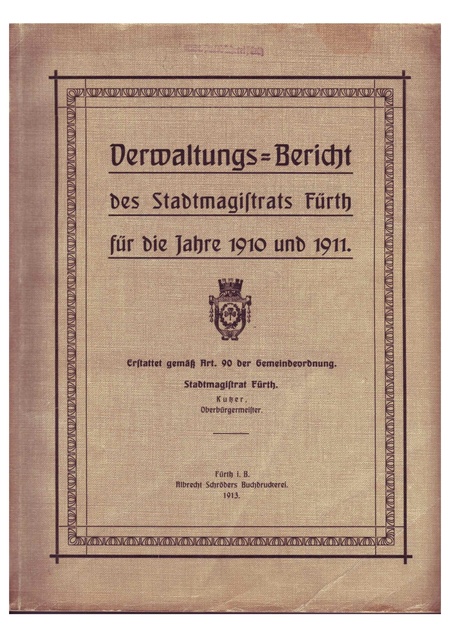 Verwaltungs=Bericht
des Stadtmagiſtrats Fürth
für die Jahre 1910 und 1911.
Erſtattet gemäß Art. 90 der Gemeindeordnung.
Stadtmagiſtrat Fürth.
Kutzer,
Oberbürgermeiſter.
Fürth i. B.
Albrecht Schröders Buchdruckerei.
1913.